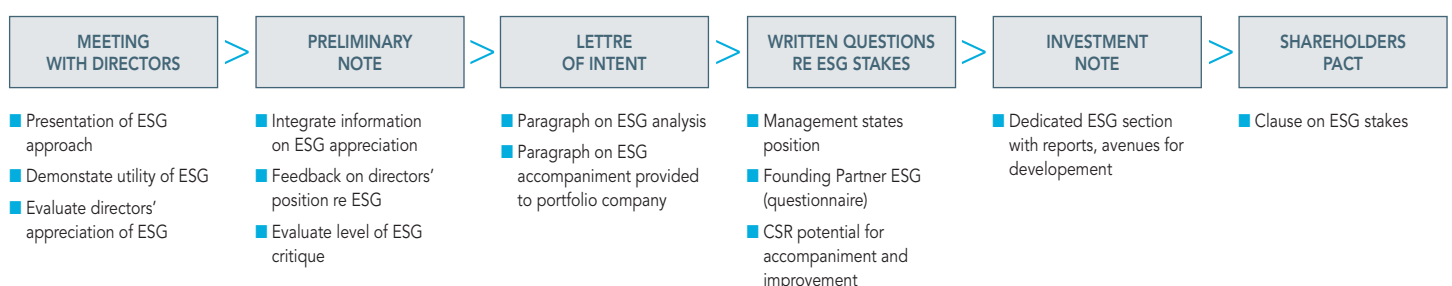 MEETING
WITH DIRECTORS
PRELIMINARY
NOTE
LETTRE
OF INTENT
WRITTEN QUESTIONS
RE ESG STAKES
INVESTMENT
NOTE
SHAREHOLDERS
PACT
Presentation of ESG
approach
Demonstate utility of ESG
Evaluate directors'
appreciation of ESG
Integrate information
on ESG appreciation
Feedback on directors'
position re ESG
Evaluate level of ESG
critique
Paragraph on ESG analysis
Paragraph on ESG
accompaniment provided
to portfolio company
Management states
position
Founding Partner ESG
(questionnaire)
CSR potential for
accompaniment and
improvement
Dedicated ESG section
with reports, avenues for
developement
Clause on ESG stakes